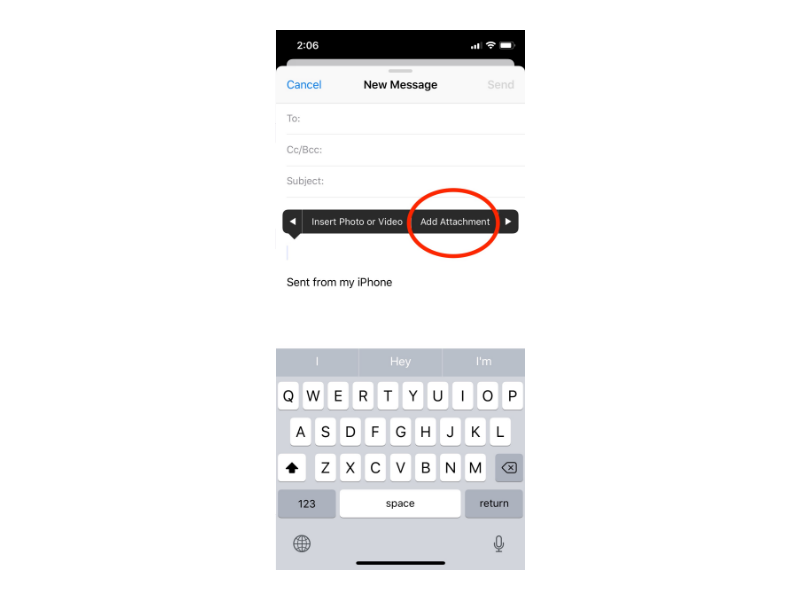 2:06
Cancel New Message Send
To:
Cc/Bcc:
Subject:
Insert Photo or Video Add Attachment
Sent from my iPhone
I Hey I'm
Q W E R T Y U I O P
A S D F G H J K L
Z X C V B N M
123 space return